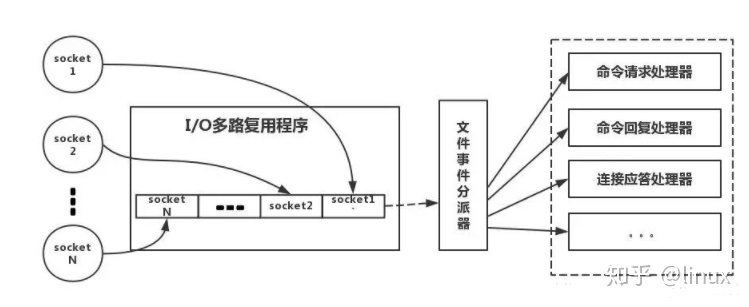 socket
1
I/O多路复用程序
socket
2
socket
N
socket
N
socket2
socket1
文件事件分派器
命令请求处理器
命令回复处理器
连接应答处理器
...
知乎 @linux